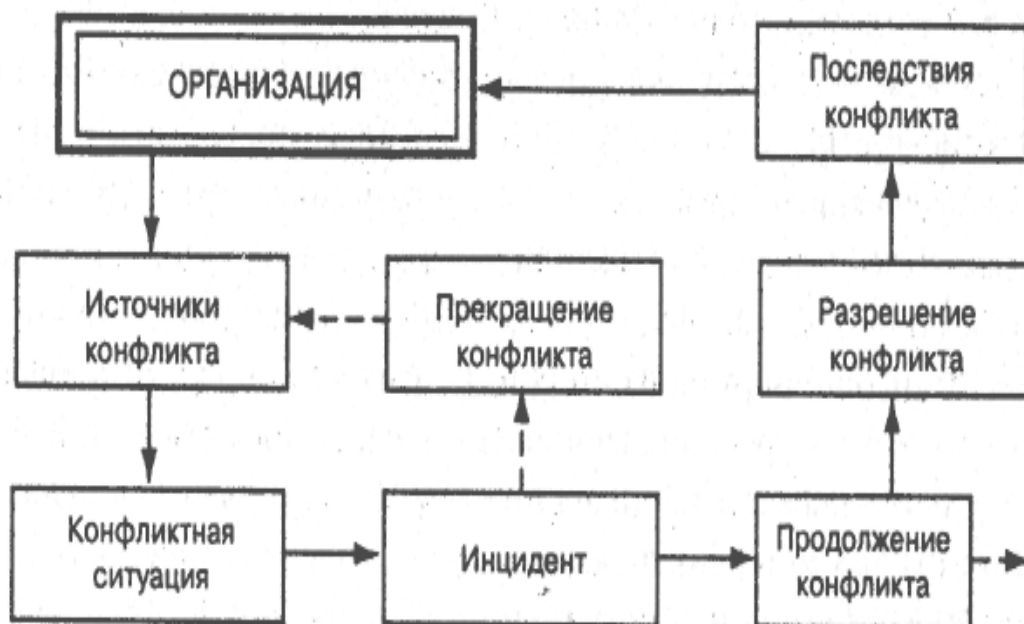 ОРГАНИЗАЦИЯ
Последствия
конфликта
Источники
конфликта
Прекращение
конфликта
Разрешение
конфликта
Конфликтная
ситуация
Инцидент
Продолжение
конфликта